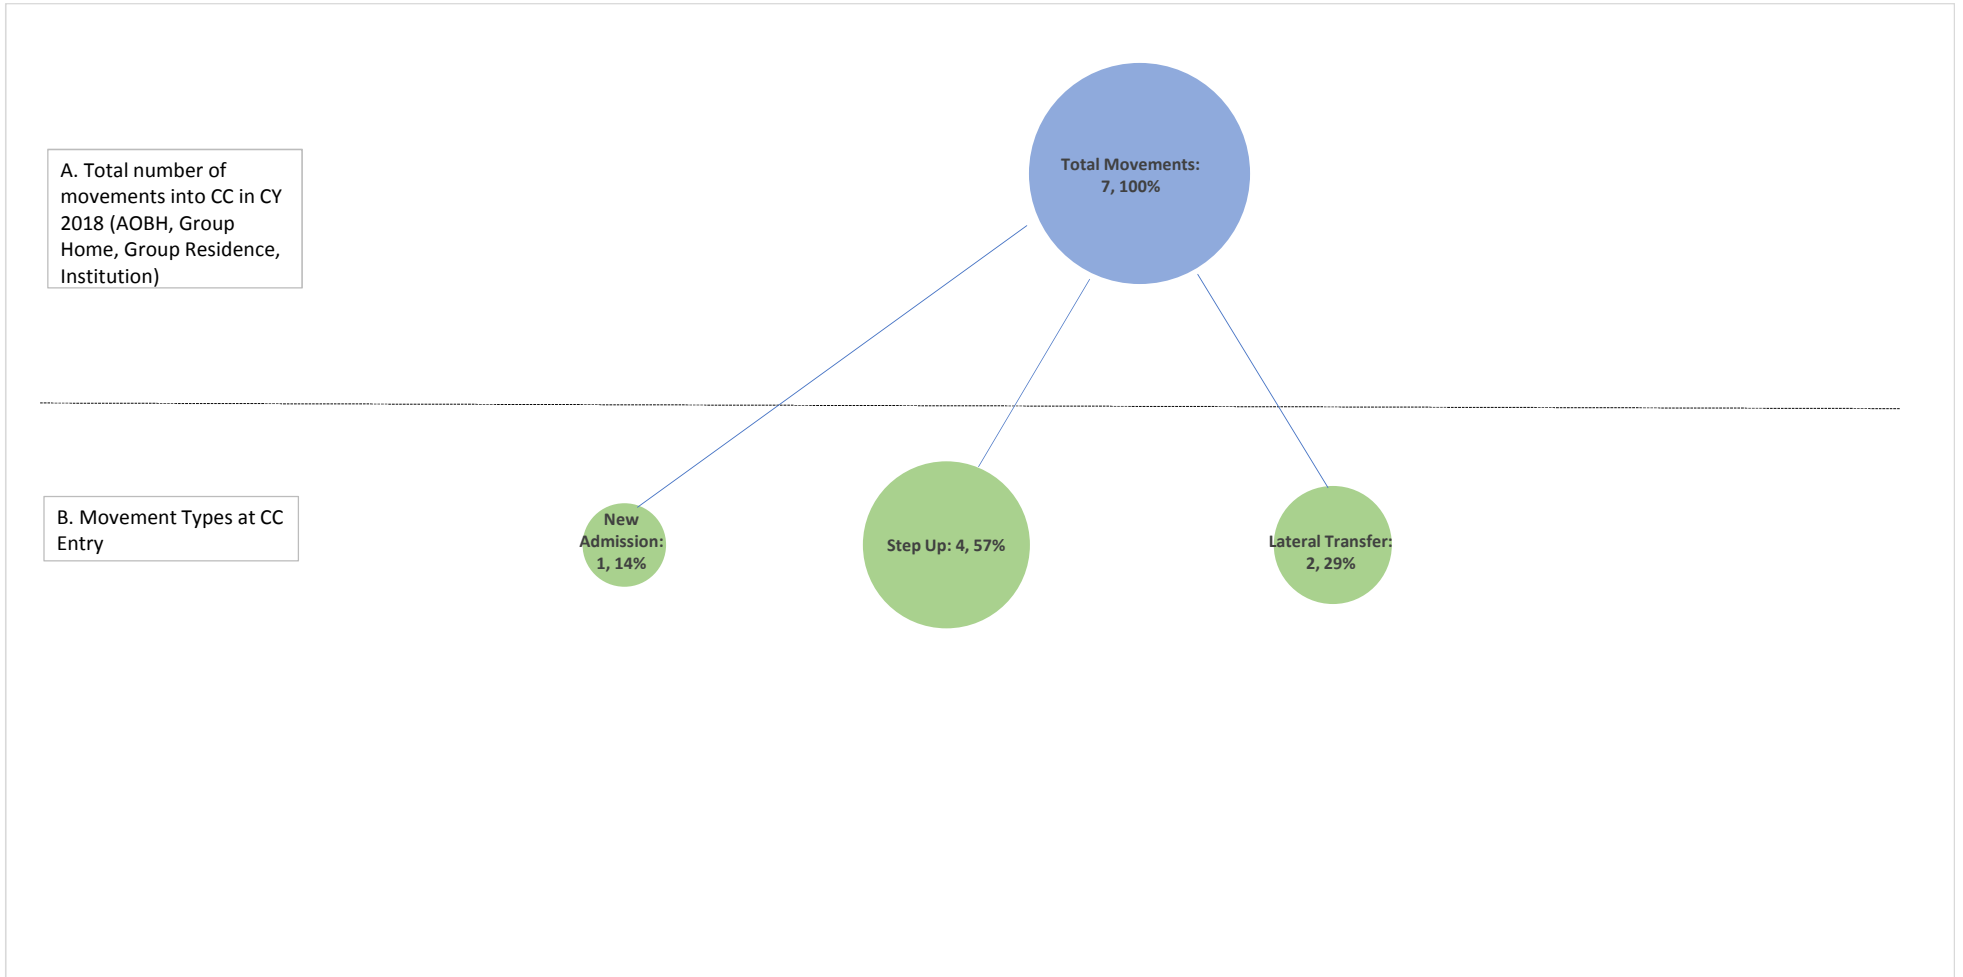 Total Movements:
7, 100%
A. Total number of
movements into CC in CY
2018 (AOBH, Group
Home, Group Residence,
Institution)
B. Movement Types at CC
Entry
New
Admission:
1, 14%
Step Up: 4, 57%
Lateral Transfer:
2, 29%